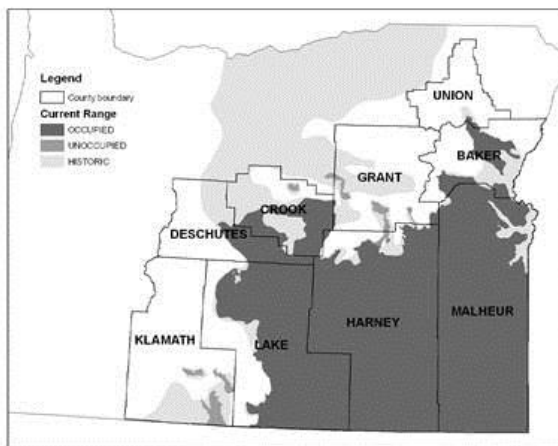 Legend
County boundary
Current Range
OCCUPIED
UNOCCUPIED
HISTORIC
UNION
BAKER
GRANT
CROOK
DESCHUTES
MALHEUR
HARNEY
LAKE
KLAMATH